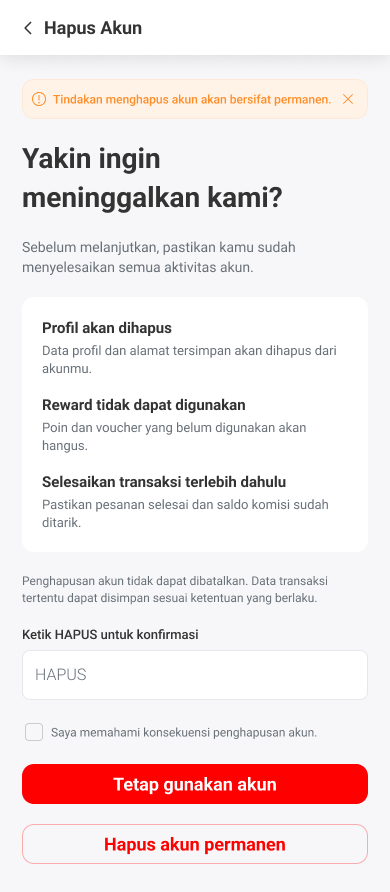 Hapus Akun
Tindakan menghapus akun akan bersifat permanen.
Yakin ingin
meninggalkan kami?
Sebelum melanjutkan, pastikan kamu sudah
menyelesaikan semua aktivitas akun.
Profil akan dihapus
Data profil dan alamat tersimpan akan dihapus dari
akunmu.
Reward tidak dapat digunakan
Poin dan voucher yang belum digunakan akan
hangus.
Selesaikan transaksi terlebih dahulu
Pastikan pesanan selesai dan saldo komisi sudah
ditarik.
Penghapusan akun tidak dapat dibatalkan. Data transaksi
tertentu dapat disimpan sesuai ketentuan yang berlaku.
Ketik HAPUS untuk konfirmasi
HAPUS
Saya memahami konsekuensi penghapusan akun.
Tetap gunakan akun
Hapus akun permanen